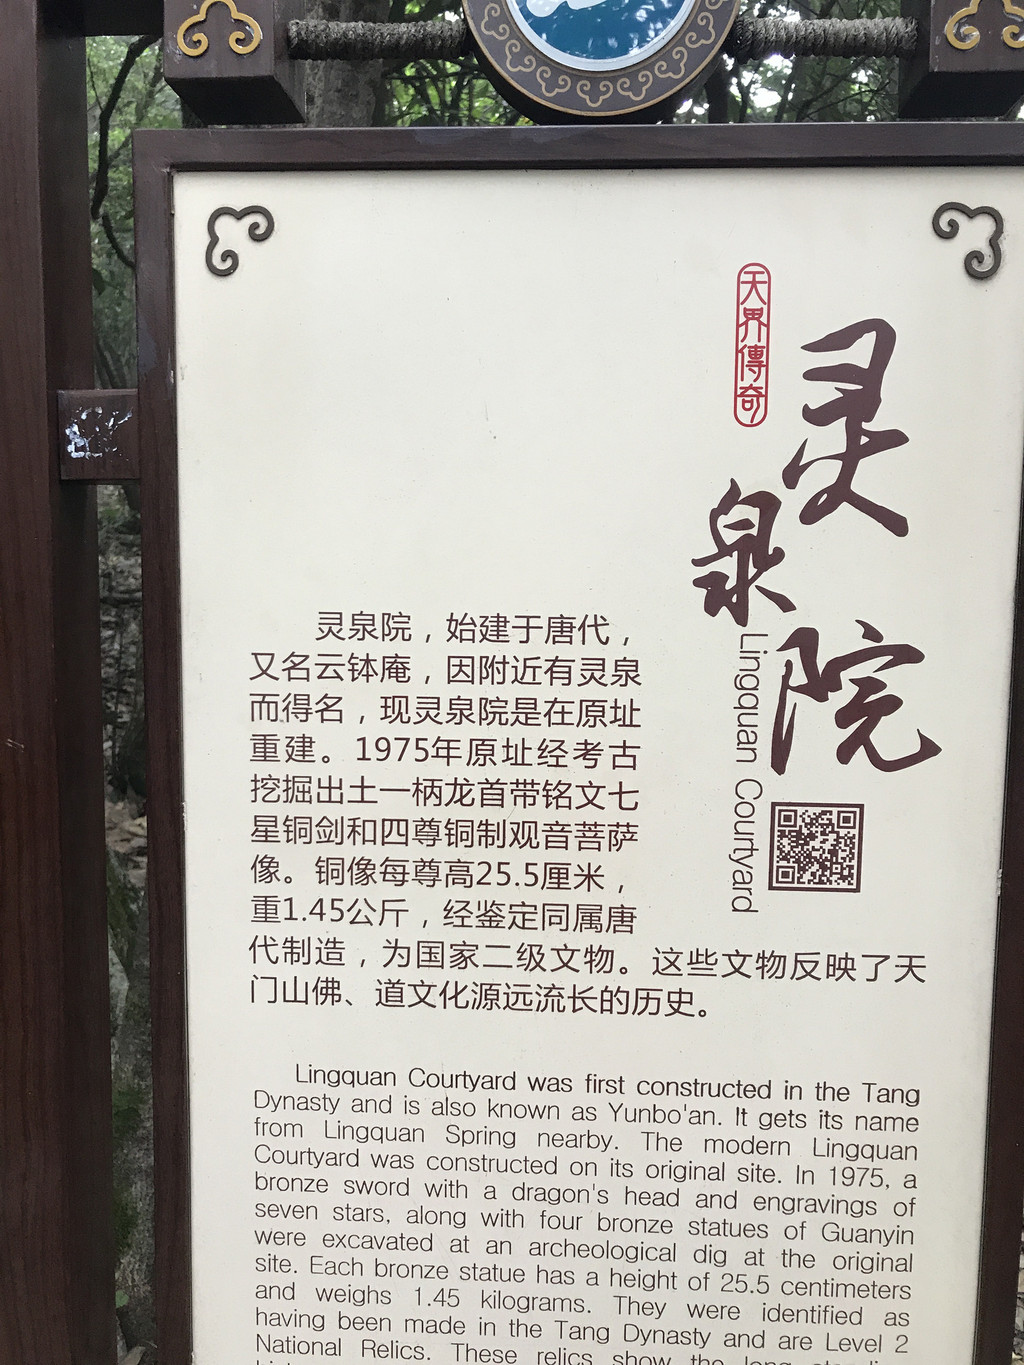 天界傳奇
灵泉院
Lingquan Courtyard
灵泉院，始建于唐代，
又名云钵庵，因附近有灵泉
而得名，现灵泉院是在原址
重建。1975年原址经考古
挖掘出土一柄龙首带铭文七
星铜剑和四尊铜制观音菩萨
像。铜像每尊高25.5厘米，
重1.45公斤，经鉴定同属唐
代制造，为国家二级文物。这些文物反映了天
门山佛、道文化源远流长的历史。
Lingquan Courtyard was first constructed in the Tang
Dynasty and is also known as Yunbo'an. It gets its name
from Lingquan Spring nearby. The modern Lingquan
Courtyard was constructed on its original site. In 1975, a
bronze sword with a dragon's head and engravings of
seven stars, along with four bronze statues of Guanyin
were excavated at an archeological dig at the original
site. Each bronze statue has a height of 25.5 centimeters
and weighs 1.45 kilograms. They were identified as
having been made in the Tang Dynasty and are Level 2
National Relics. These relics show the long